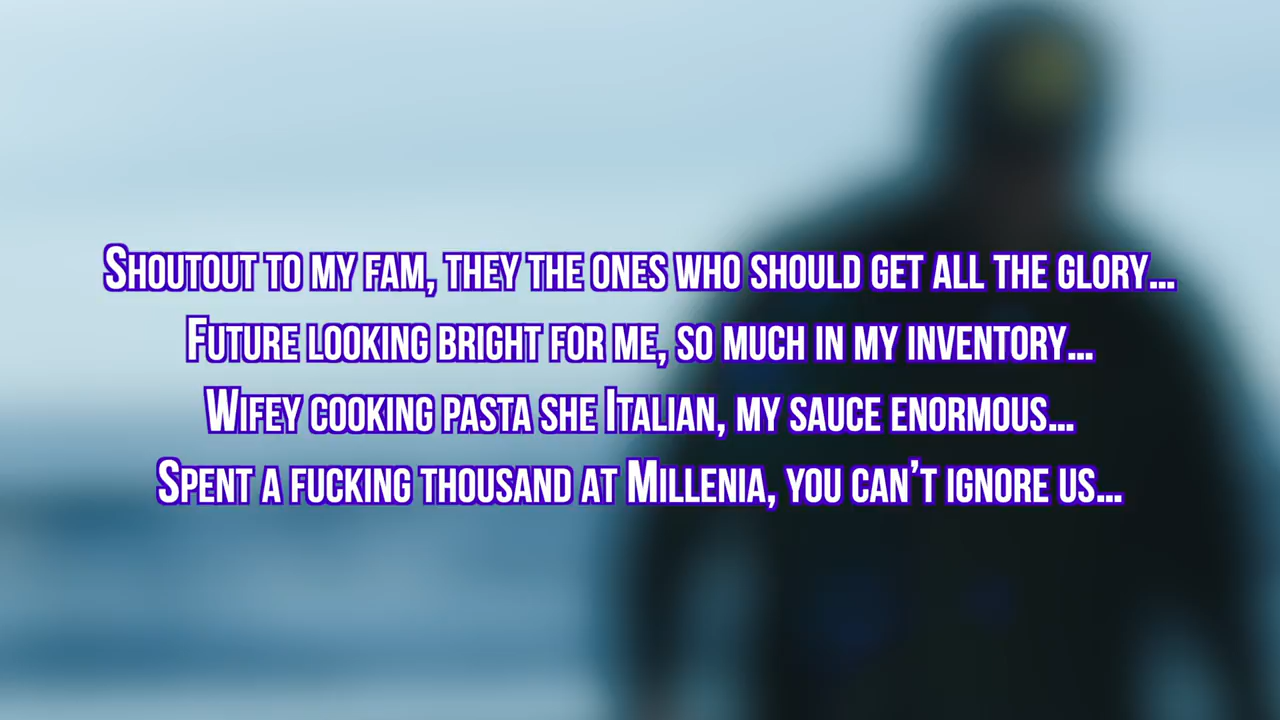 Shoutout to my fam, they the ones who should get all the glory...
Future looking bright for me, so much in my inventory...
Wifey cooking pasta she Italian, my sauce enormous...
Spent a fucking thousand at Millenia, you can’t ignore us...